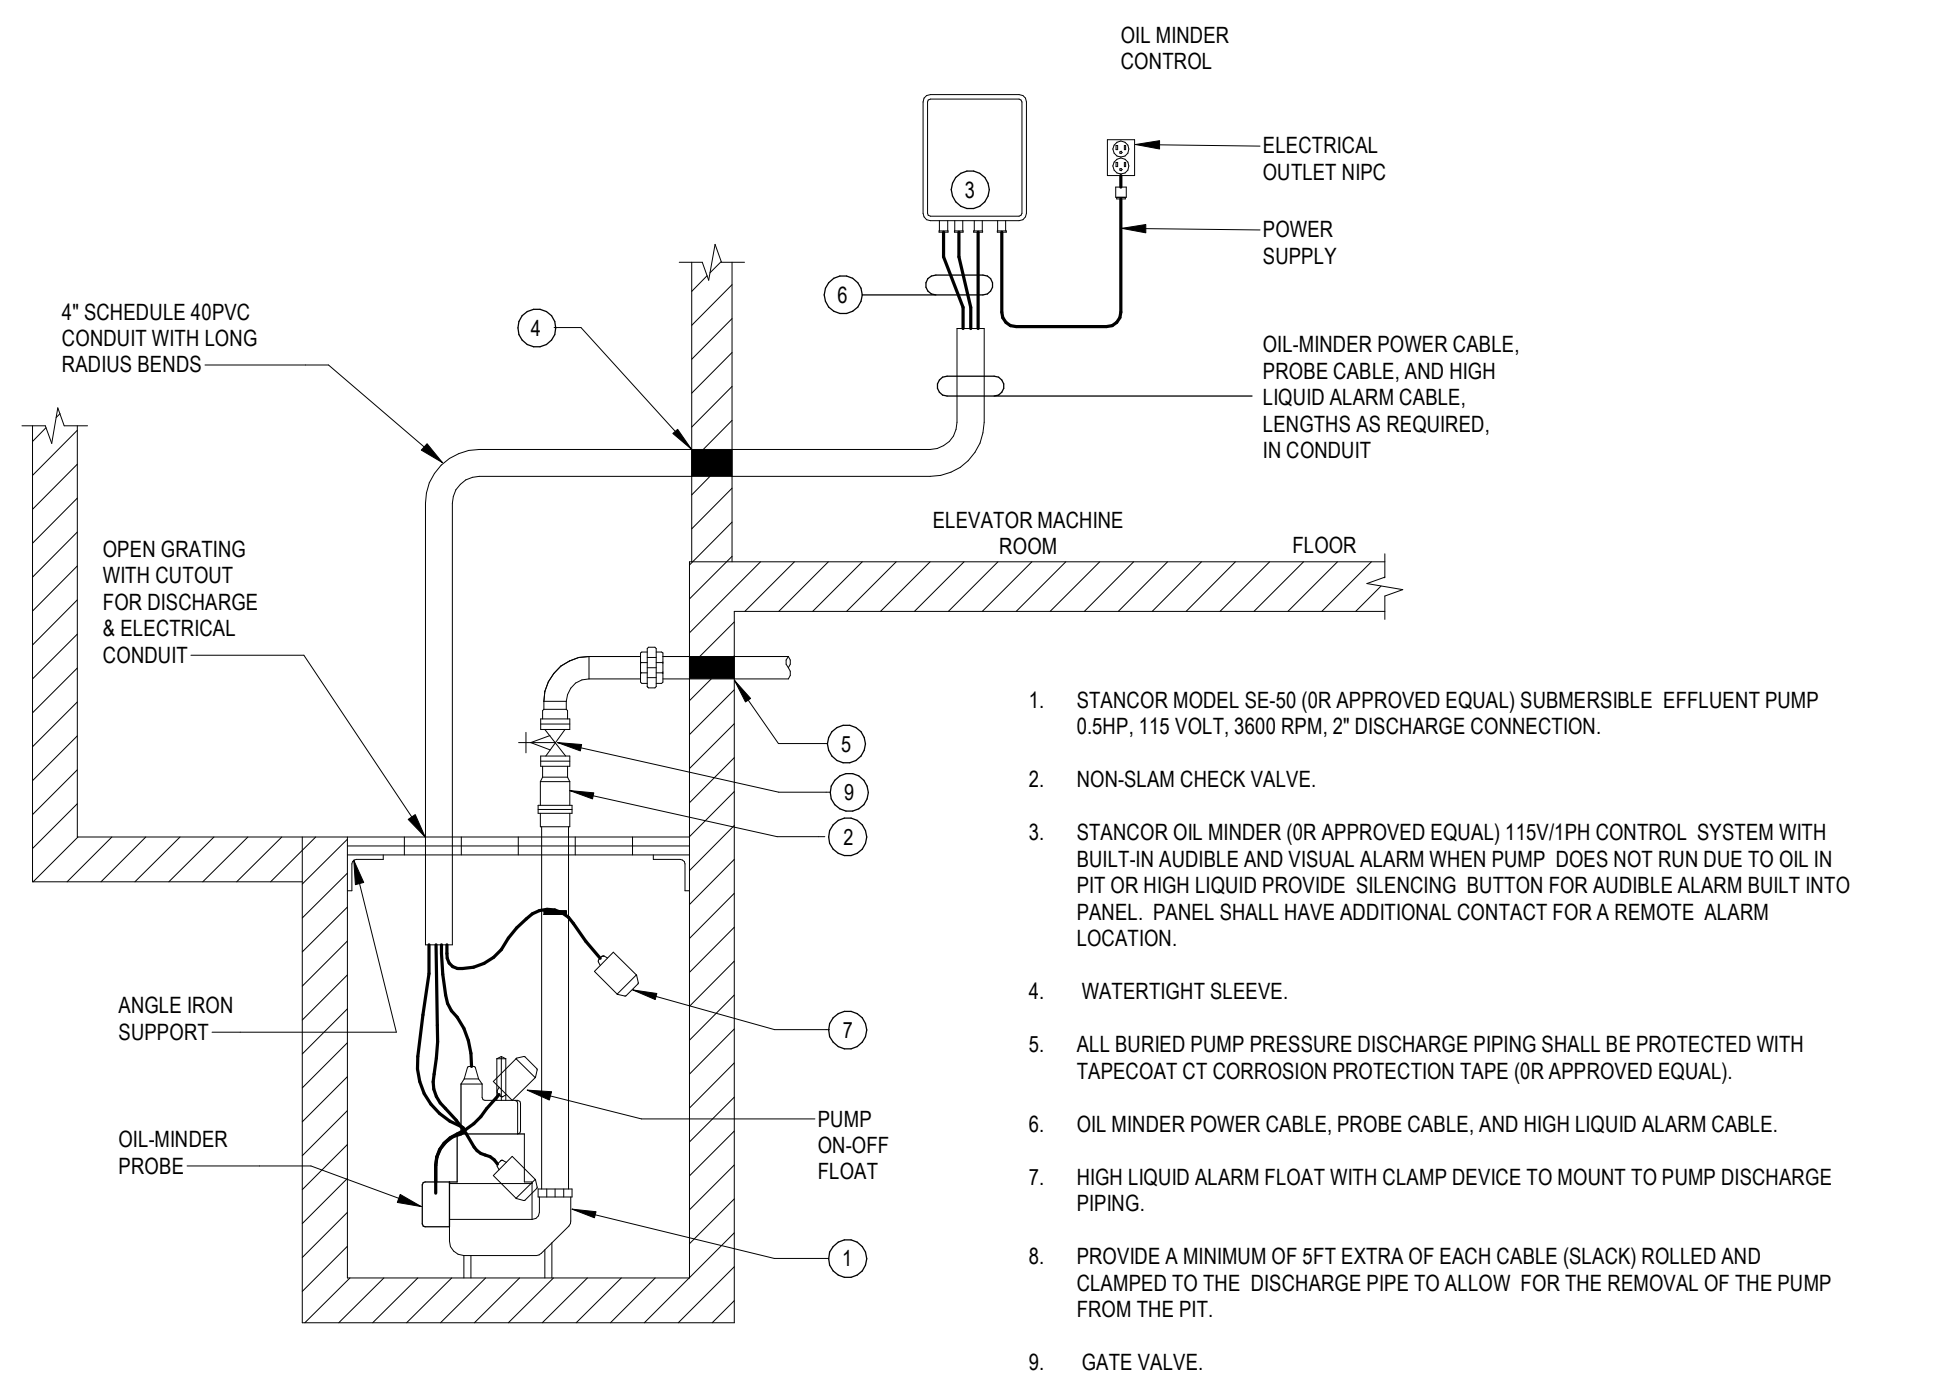 OIL MINDER
CONTROL
3
ELECTRICAL
OUTLET NIPC
POWER
SUPPLY
6
4" SCHEDULE 40PVC
CONDUIT WITH LONG
RADIUS BENDS
4
OIL-MINDER POWER CABLE,
PROBE CABLE, AND HIGH
LIQUID ALARM CABLE,
LENGTHS AS REQUIRED,
IN CONDUIT
ELEVATOR MACHINE
ROOM
FLOOR
OPEN GRATING
WITH CUTOUT
FOR DISCHARGE
& ELECTRICAL
CONDUIT
5
9
2
ANGLE IRON
SUPPORT
7
PUMP
ON-OFF
FLOAT
OIL-MINDER
PROBE
1
1. STANCOR MODEL SE-50 (0R APPROVED EQUAL) SUBMERSIBLE EFFLUENT PUMP
0.5HP, 115 VOLT, 3600 RPM, 2" DISCHARGE CONNECTION.
2. NON-SLAM CHECK VALVE.
3. STANCOR OIL MINDER (0R APPROVED EQUAL) 115V/1PH CONTROL SYSTEM WITH
BUILT-IN AUDIBLE AND VISUAL ALARM WHEN PUMP DOES NOT RUN DUE TO OIL IN
PIT OR HIGH LIQUID PROVIDE SILENCING BUTTON FOR AUDIBLE ALARM BUILT INTO
PANEL. PANEL SHALL HAVE ADDITIONAL CONTACT FOR A REMOTE ALARM
LOCATION.
4. WATERTIGHT SLEEVE.
5. ALL BURIED PUMP PRESSURE DISCHARGE PIPING SHALL BE PROTECTED WITH
TAPECOAT CT CORROSION PROTECTION TAPE (0R APPROVED EQUAL).
6. OIL MINDER POWER CABLE, PROBE CABLE, AND HIGH LIQUID ALARM CABLE.
7. HIGH LIQUID ALARM FLOAT WITH CLAMP DEVICE TO MOUNT TO PUMP DISCHARGE
PIPING.
8. PROVIDE A MINIMUM OF 5FT EXTRA OF EACH CABLE (SLACK) ROLLED AND
CLAMPED TO THE DISCHARGE PIPE TO ALLOW FOR THE REMOVAL OF THE PUMP
FROM THE PIT.
9. GATE VALVE.